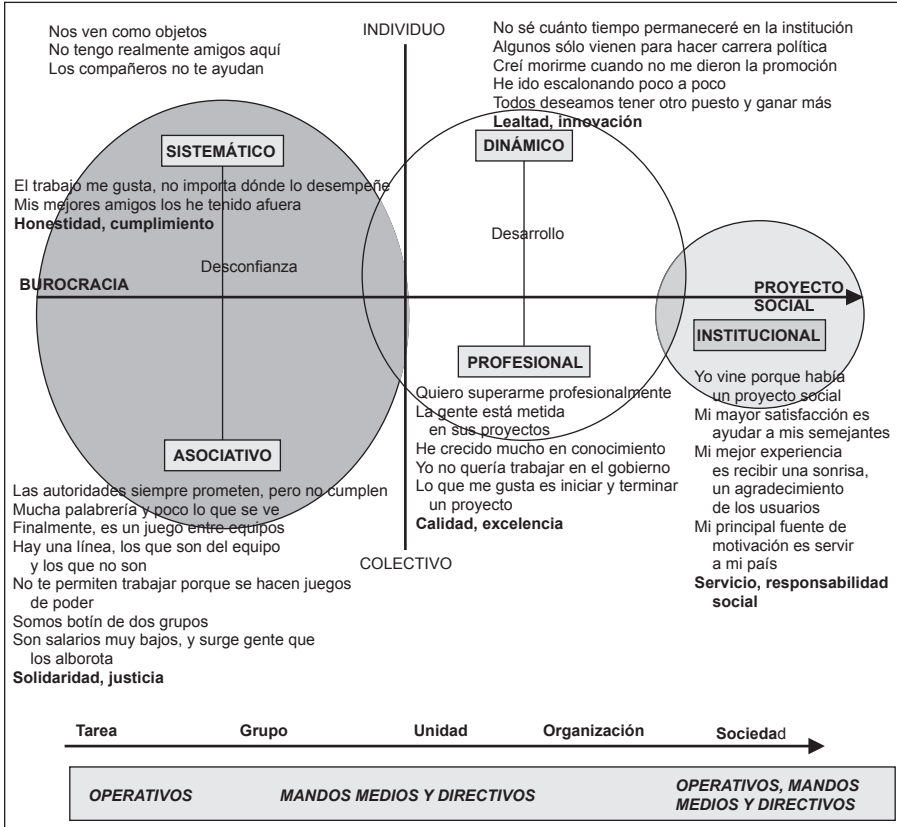 Nos ven como objetos
No tengo realmente amigos aquí
Los compañeros no te ayudan
INDIVIDUO
No sé cuánto tiempo permaneceré en la institución
Algunos sólo vienen para hacer carrera política
Creí morirme cuando no me dieron la promoción
He ido escalonando poco a poco
Todos deseamos tener otro puesto y ganar más
Lealtad, innovación
SISTEMÁTICO
DINÁMICO
El trabajo me gusta, no importa dónde lo desempeñe
Mis mejores amigos los he tenido afuera
Honestidad, cumplimiento
Desarrollo
Desconfianza
BUROCRACIA
PROYECTO
SOCIAL
INSTITUCIONAL
PROFESIONAL
Quiero superarme profesionalmente
La gente está metida
en sus proyectos
He crecido mucho en conocimiento
Yo no quería trabajar en el gobierno
Lo que me gusta es iniciar y terminar
un proyecto
Calidad, excelencia
Yo vine porque había
un proyecto social
Mi mayor satisfacción es
ayudar a mis semejantes
Mi mejor experiencia
es recibir una sonrisa,
un agradecimiento
de los usuarios
Mi principal fuente de
motivación es servir
a mi país
Servicio, responsabilidad
social
ASOCIATIVO
Las autoridades siempre prometen, pero no cumplen
Mucha palabrería y poco lo que se ve
Finalmente, es un juego entre equipos
Hay una línea, los que son del equipo
y los que no son
No te permiten trabajar porque se hacen juegos
de poder
Somos botín de dos grupos
Son salarios muy bajos, y surge gente que
los alborota
Solidaridad, justicia
COLECTIVO
Tarea
Grupo
Unidad
Organización
Sociedad
OPERATIVOS
MANDOS MEDIOS Y DIRECTIVOS
OPERATIVOS, MANDOS
MEDIOS Y DIRECTIVOS